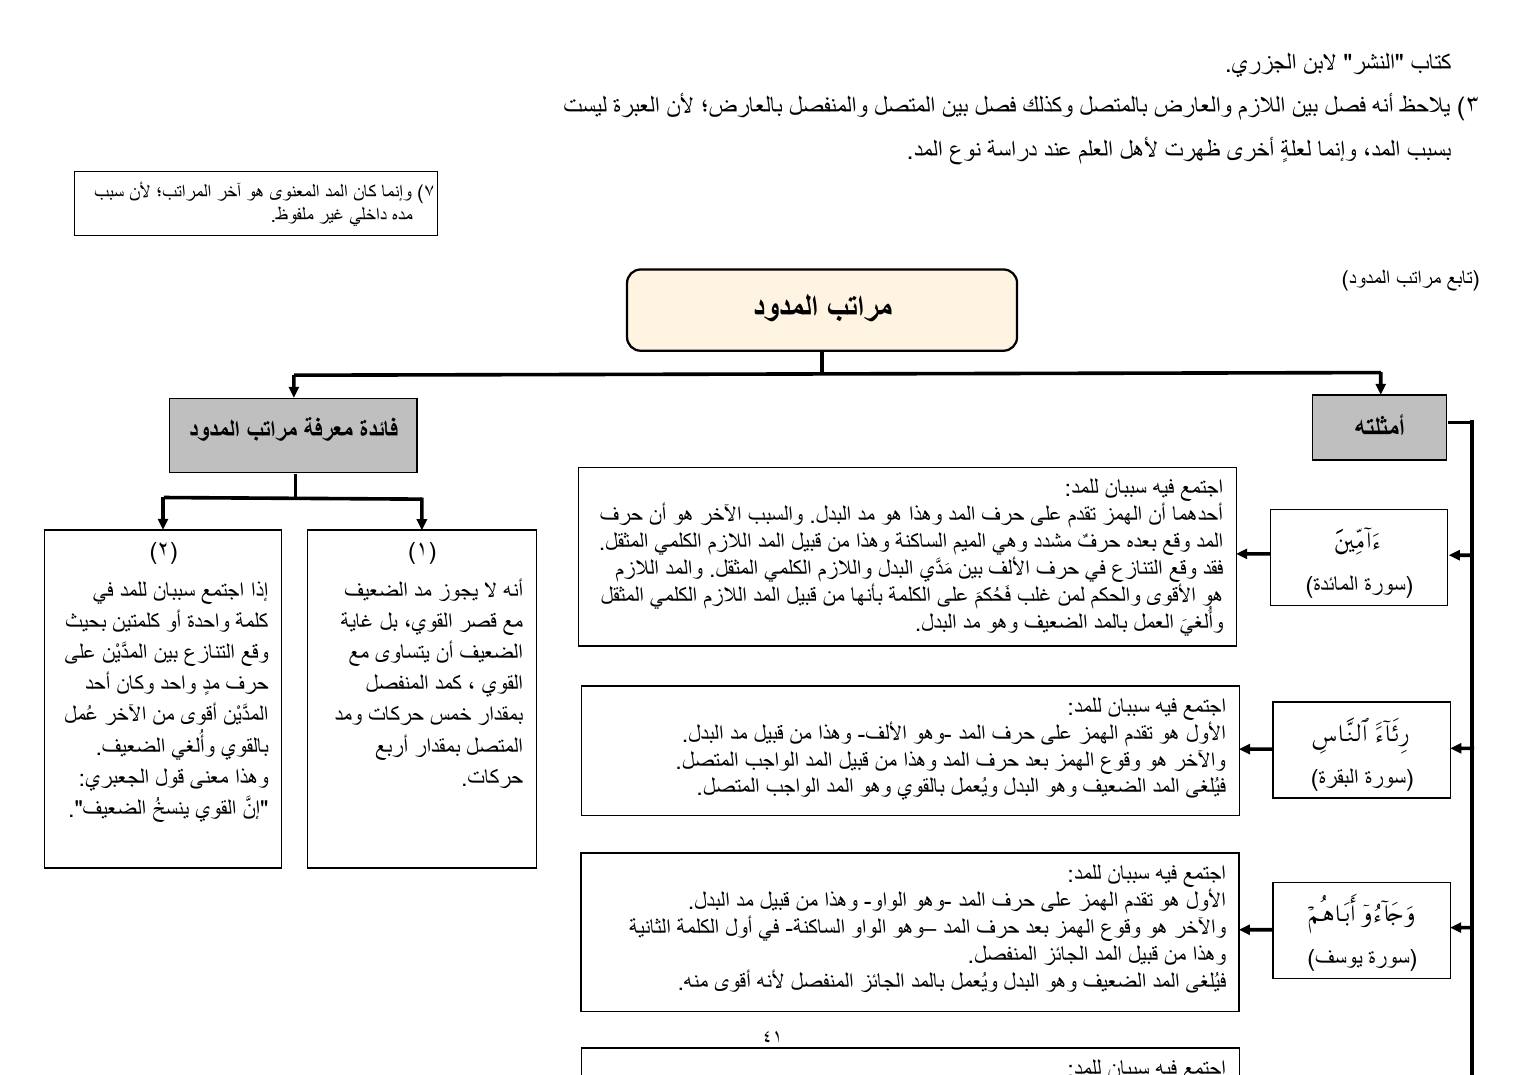 كتاب "النشر" لابن الجزري.
٣) يلاحظ أنه فصل بين اللازم والعارض بالمتصل وكذلك فصل بين المتصل والمنفصل بالعارض؛ لأن العبرة ليست
بسبب المد، وإنما لعلةٍ أخرى ظهرت لأهل العلم عند دراسة نوع المد.
٧) وإنما كان المد المعنوى هو آخر المراتب؛ لأن سبب
مده داخلي غير ملفوظ.
(تابع مراتب المدود)
مراتب المدود
أمثلته
فائدة معرفة مراتب المدود
ءَآمِّينَ
(سورة المائدة)
اجتمع فيه سببان للمد:
أحدهما أن الهمز تقدم على حرف المد وهذا هو مد البدل. والسبب الآخر هو أن حرف
المد وقع بعده حرفٌ مشدد وهي الميم الساكنة وهذا من قبيل المد اللازم الكلمي المثقل.
فقد وقع التنازع في حرف الألف بين مَدَّي البدل واللازم الكلمي المثقل. والمد اللازم
هو الأقوى والحكم لمن غلب فَحُكمَ على الكلمة بأنها من قبيل المد اللازم الكلمي المثقل
وأُلغيَ العمل بالمد الضعيف وهو مد البدل.
رِئَآءَ ٱلنَّاسِ
(سورة البقرة)
اجتمع فيه سببان للمد:
الأول هو تقدم الهمز على حرف المد -وهو الألف- وهذا من قبيل مد البدل.
والآخر هو وقوع الهمز بعد حرف المد وهذا من قبيل المد الواجب المتصل.
فيُلغى المد الضعيف وهو البدل ويُعمل بالقوي وهو المد الواجب المتصل.
وَجَآءُوٓ أَبَاهُمْ
(سورة يوسف)
اجتمع فيه سببان للمد:
الأول هو تقدم الهمز على حرف المد -وهو الواو- وهذا من قبيل مد البدل.
والآخر هو وقوع الهمز بعد حرف المد –وهو الواو الساكنة- في أول الكلمة الثانية
وهذا من قبيل المد الجائز المنفصل.
فيُلغى المد الضعيف وهو البدل ويُعمل بالمد الجائز المنفصل لأنه أقوى منه.
(١)
أنه لا يجوز مد الضعيف
مع قصر القوي، بل غاية
الضعيف أن يتساوى مع
القوي ، كمد المنفصل
بمقدار خمس حركات ومد
المتصل بمقدار أربع
حركات.
(٢)
إذا اجتمع سببان للمد في
كلمة واحدة أو كلمتين بحيث
وقع التنازع بين المدَّيْن على
حرف مدٍ واحد وكان أحد
المدَّيْن أقوى من الآخر عُمل
بالقوي وأُلغي الضعيف.
وهذا معنى قول الجعبري:
"إنَّ القوي ينسخُ الضعيف".
٤١
اجتمع فيه سببان للمد: